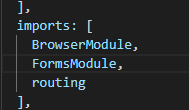 ],
imports: [
BrowserModule,
FormsModule,
routing
],